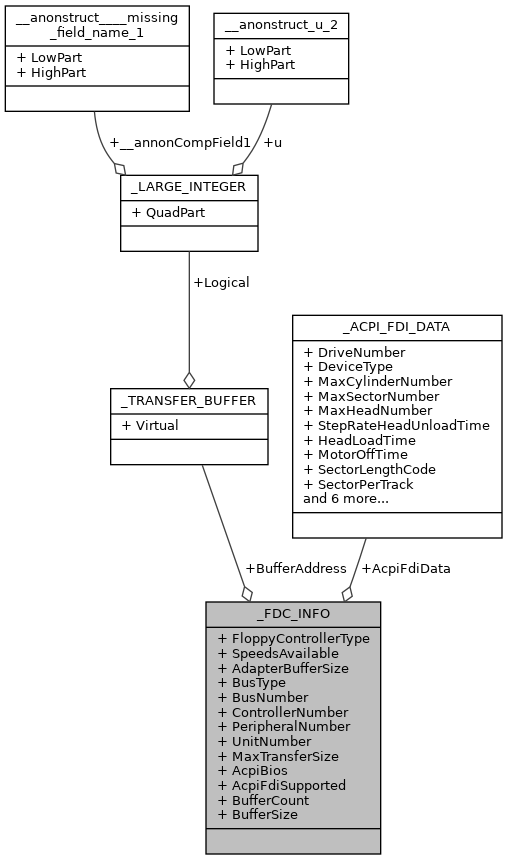 __anonstruct____missing
_field_name_1
+ LowPart
+ HighPart
__anonstruct_u_2
+ LowPart
+ HighPart
+__annonCompField1
+u
_LARGE_INTEGER
+ QuadPart
+Logical
_ACPI_FDI_DATA
+ DriveNumber
+ DeviceType
+ MaxCylinderNumber
+ MaxSectorNumber
+ MaxHeadNumber
+ StepRateHeadUnloadTime
+ HeadLoadTime
+ MotorOffTime
+ SectorLengthCode
+ SectorPerTrack
and 6 more...
_TRANSFER_BUFFER
+ Virtual
+BufferAddress
+AcpiFdiData
_FDC_INFO
+ FloppyControllerType
+ SpeedsAvailable
+ AdapterBufferSize
+ BusType
+ BusNumber
+ ControllerNumber
+ PeripheralNumber
+ UnitNumber
+ MaxTransferSize
+ AcpiBios
+ AcpiFdiSupported
+ BufferCount
+ BufferSize